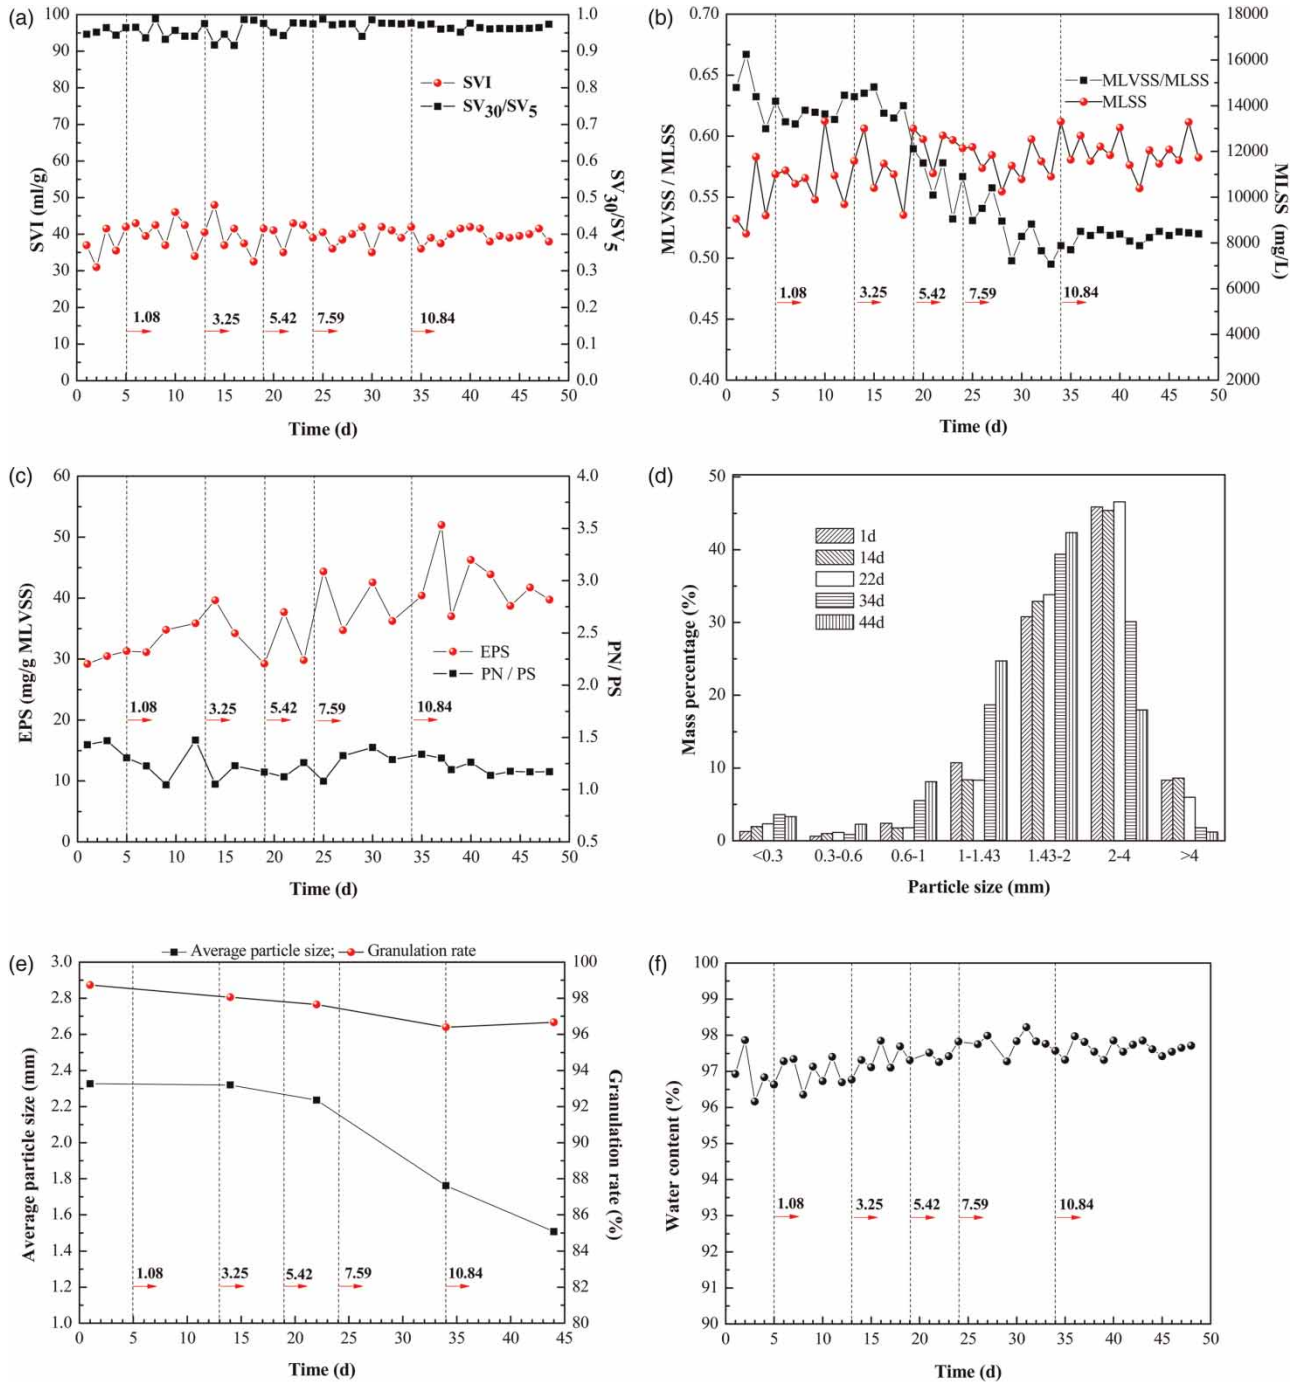 (a)
SVI (ml/g)
100
90
80
70
60
50
40
30
20
10
0
SVI
SV30/SV5
1.08
3.25
5.42
7.59
10.84
1.0
0.9
0.8
0.7
0.6
0.5
0.4
0.3
0.2
0.1
0.0
SV30/SV5
0 5 10 15 20 25 30 35 40 45 50
Time (d)
(b)
MLVSS / MLSS
0.70
0.65
0.60
0.55
0.50
0.45
0.40
MLVSS/MLSS
MLSS
1.08
3.25
5.42
7.59
10.84
18000
16000
14000
12000
10000
8000
6000
4000
2000
MLSS (mg/L)
0 5 10 15 20 25 30 35 40 45 50
Time (d)
(c)
EPS (mg/g MLVSS)
60
50
40
30
20
10
0
EPS
PN / PS
1.08
3.25
5.42
7.59
10.84
4.0
3.5
3.0
2.5
2.0
1.5
1.0
0.5
PN/ PS
0 5 10 15 20 25 30 35 40 45 50
Time (d)
(d)
Mass percentage (%)
50
40
30
20
10
0
1d
14d
22d
34d
44d
<0.3 0.3-0.6 0.6-1 1-1.43 1.43-2 2-4 >4
Particle size (mm)
(e)
Average particle size; Granulation rate
Average particle size (mm)
3.0
2.8
2.6
2.4
2.2
2.0
1.8
1.6
1.4
1.2
1.0
1.08
3.25
5.42
7.59
10.84
100
98
96
94
92
90
88
86
84
82
80
Granulation rate (%)
0 5 10 15 20 25 30 35 40 45
Time (d)
(f)
Water content (%)
100
99
98
97
96
95
94
93
92
91
90
1.08
3.25
5.42
7.59
10.84
0 5 10 15 20 25 30 35 40 45 50
Time (d)